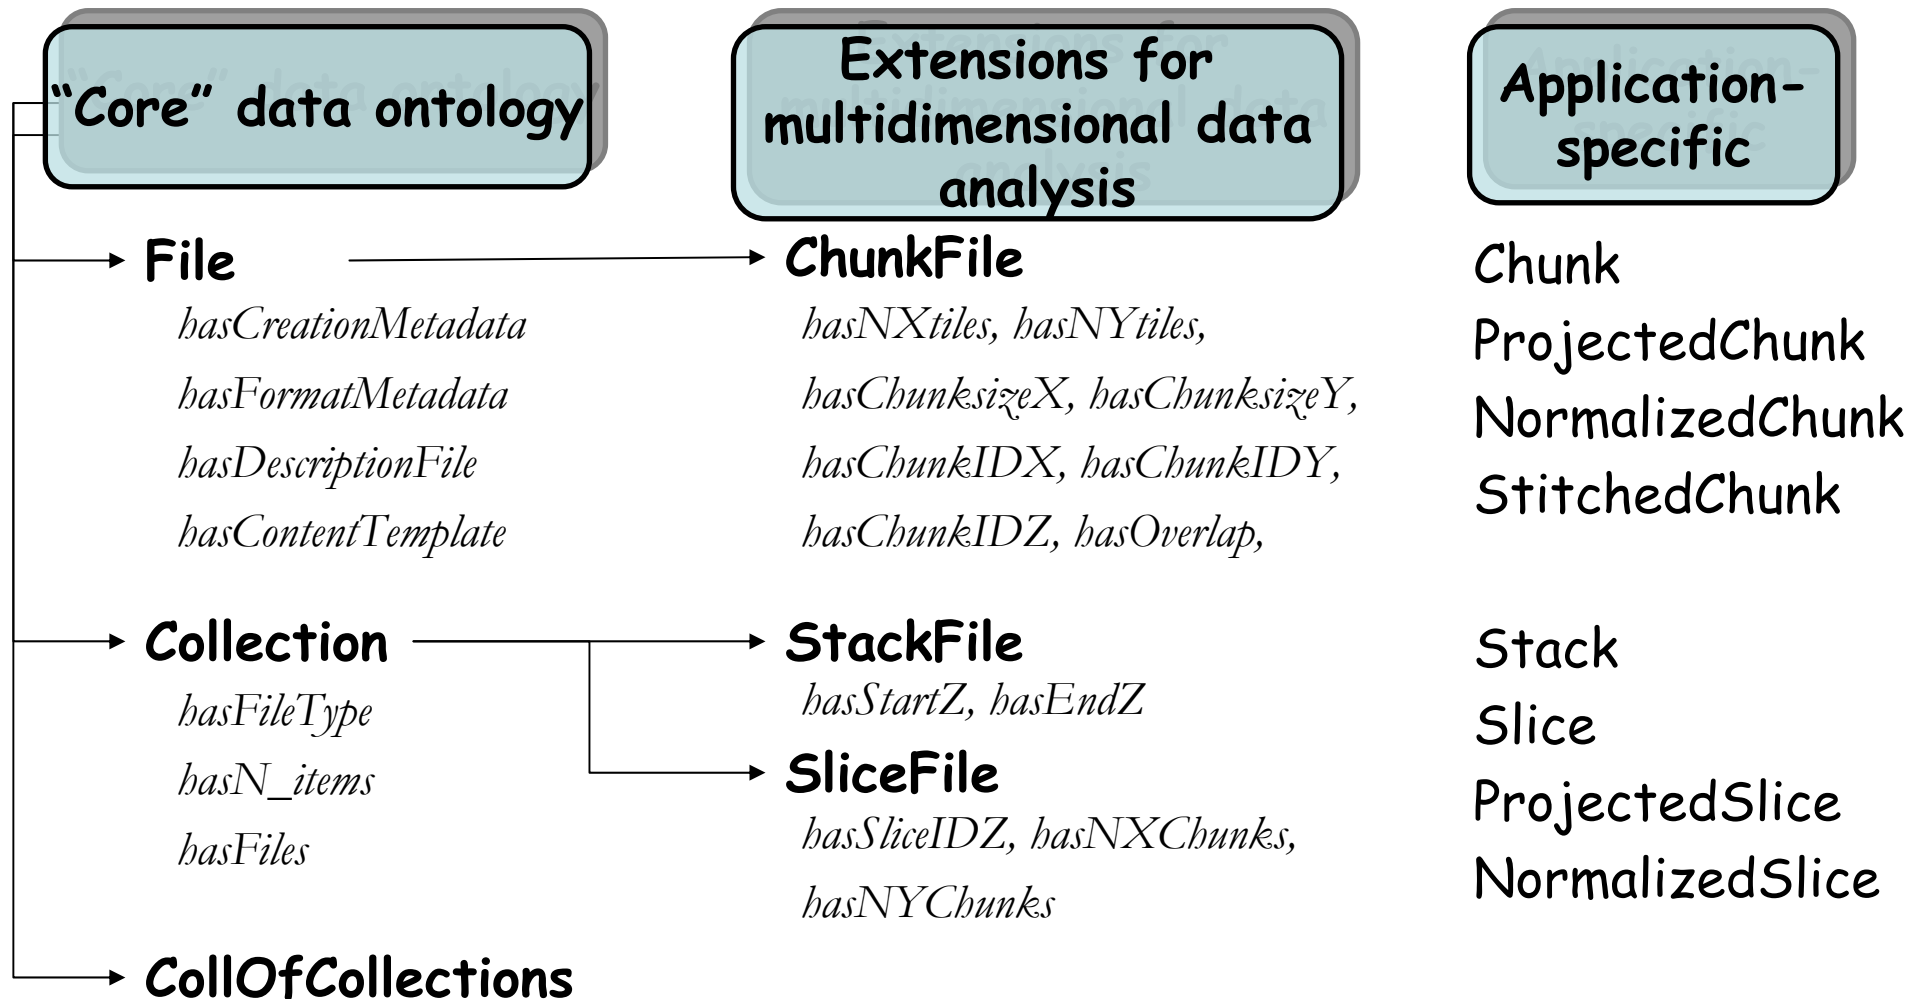 “Core” data ontology
File
hasCreationMetadata
hasFormatMetadata
hasDescriptionFile
hasContentTemplate
Collection
hasFileType
hasN_items
hasFiles
CollOfCollections
Extensions for
multidimensional data
analysis
ChunkFile
hasNXtiles, hasNYtiles,
hasChunksizeX, hasChunksizeY,
hasChunkIDX, hasChunkIDY,
hasChunkIDZ, hasOverlap,
StackFile
hasStartZ, hasEndZ
SliceFile
hasSliceIDZ, hasNXChunks,
hasNYChunks
Application-
specific
Chunk
ProjectedChunk
NormalizedChunk
StitchedChunk
Stack
Slice
ProjectedSlice
NormalizedSlice